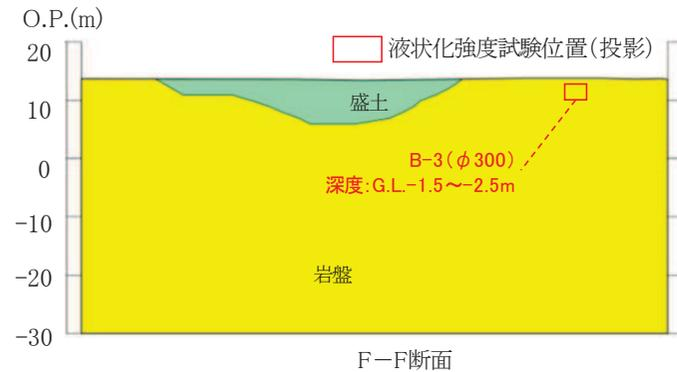 O.P.(m)
液状化強度試験位置（投影）
20
10
0
-10
-20
-30
盛土
B-3（φ300）
深度：G.L.-1.5～-2.5m
岩盤
F－F断面